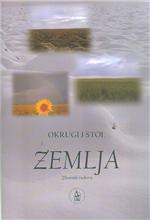 OKRUGLI STOL
ZEMLJA
Zbornik radova